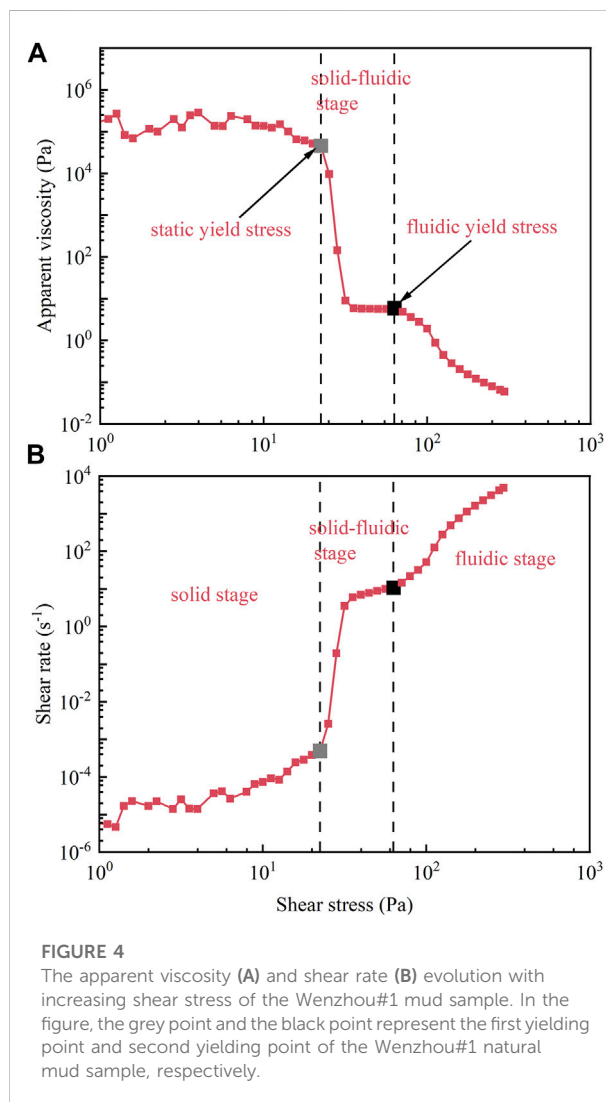 A
solid-fluidic
stage
static yield stress
fluidic yield stress
Apparent viscosity (Pa)
10^6
10^4
10^2
10^0
10^-2
10^0
10^1
10^2
10^3
B
solid-fluidic
stage
fluidic stage
solid stage
Shear rate (s^-1)
10^4
10^2
10^0
10^-2
10^-4
10^-6
10^0
10^1
10^2
10^3
Shear stress (Pa)
FIGURE 4
The apparent viscosity (A) and shear rate (B) evolution with
increasing shear stress of the Wenzhou#1 mud sample. In the
figure, the grey point and the black point represent the first yielding
point and second yielding point of the Wenzhou#1 natural
mud sample, respectively.